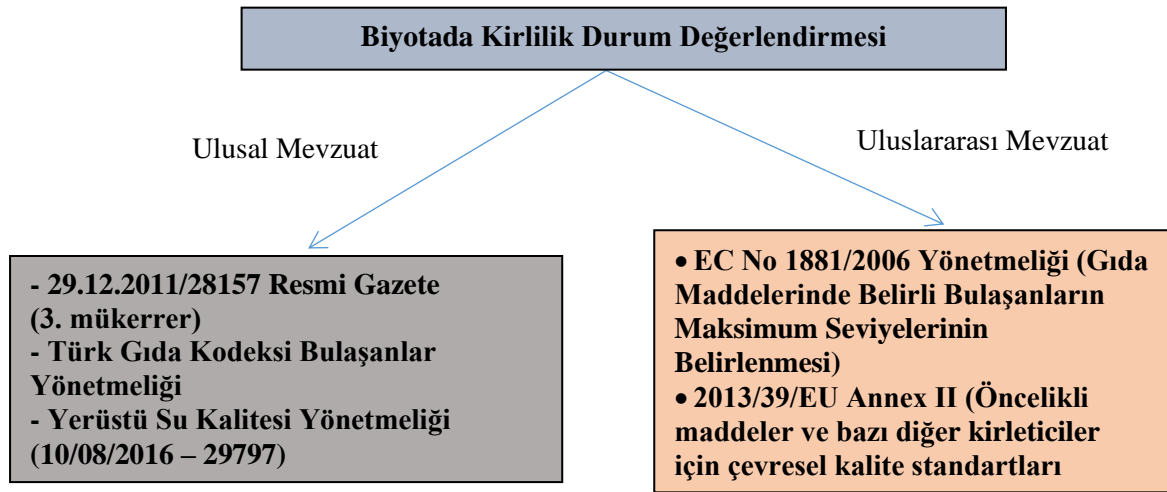 Biyotada Kirlilik Durum Değerlendirmesi
Ulusal Mevzuat
Uluslararası Mevzuat
- 29.12.2011/28157 Resmi Gazete
(3. mükerrer)
- Türk Gıda Kodeksi Bulaşanlar
Yönetmeliği
- Yerüstü Su Kalitesi Yönetmeliği
(10/08/2016 – 29797)
• EC No 1881/2006 Yönetmeliği (Gıda
Maddelerinde Belirli Bulaşanların
Maksimum Seviyelerinin
Belirlenmesi)
• 2013/39/EU Annex II (Öncelikli
maddeler ve bazı diğer kirleticiler
için çevresel kalite standartları